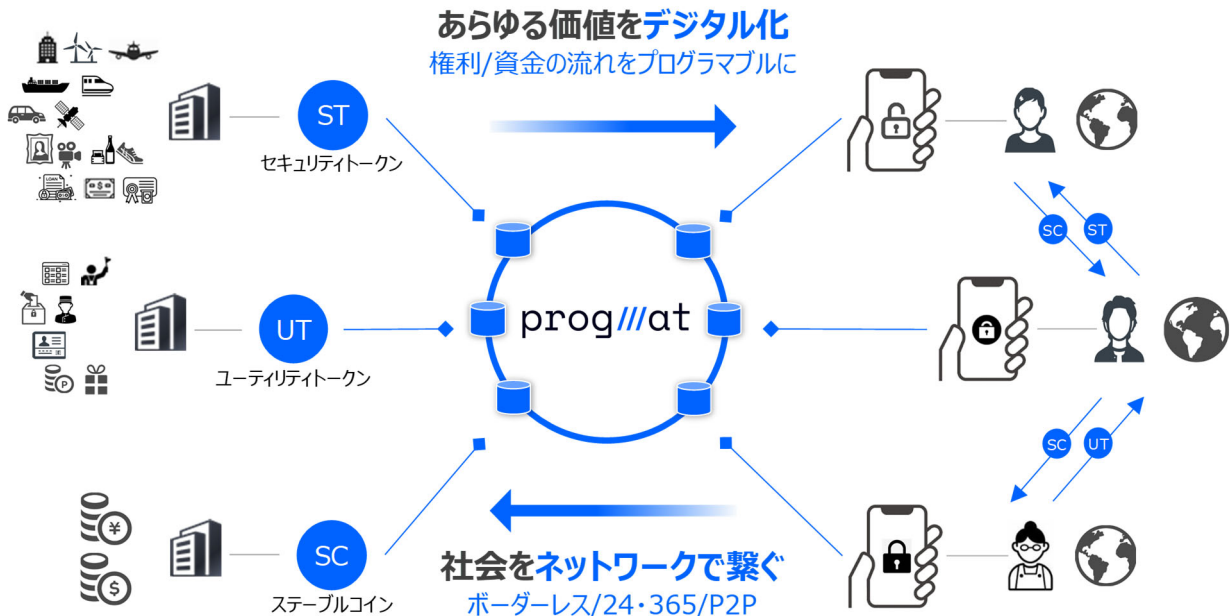 あらゆる価値をデジタル化
権利/資金の流れをプログラマブルに
ST
セキュリティトークン
LOAN
SC
ST
UT
ユーティリティトークン
P
prog///at
SC
UT
¥
$
SC
ステーブルコイン
社会をネットワークで繋ぐ
ボーダーレス/24・365/P2P